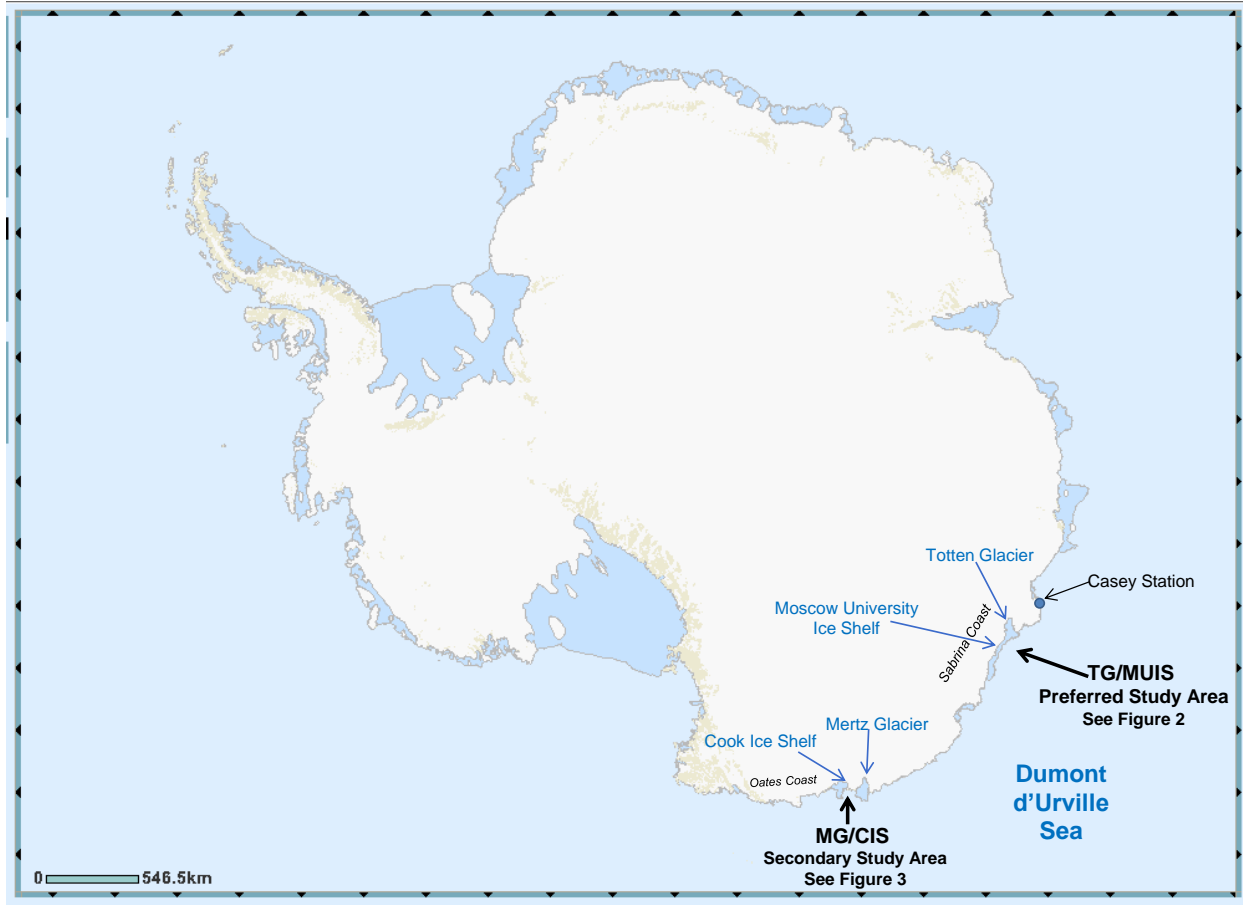 Totten Glacier
Casey Station
Moscow University
Ice Shelf
Sabrina Coast
TG/MUIS
Preferred Study Area
See Figure 2
Mertz Glacier
Cook Ice Shelf
Oates Coast
Dumont
d'Urville
Sea
MG/CIS
Secondary Study Area
See Figure 3
0 546.5km